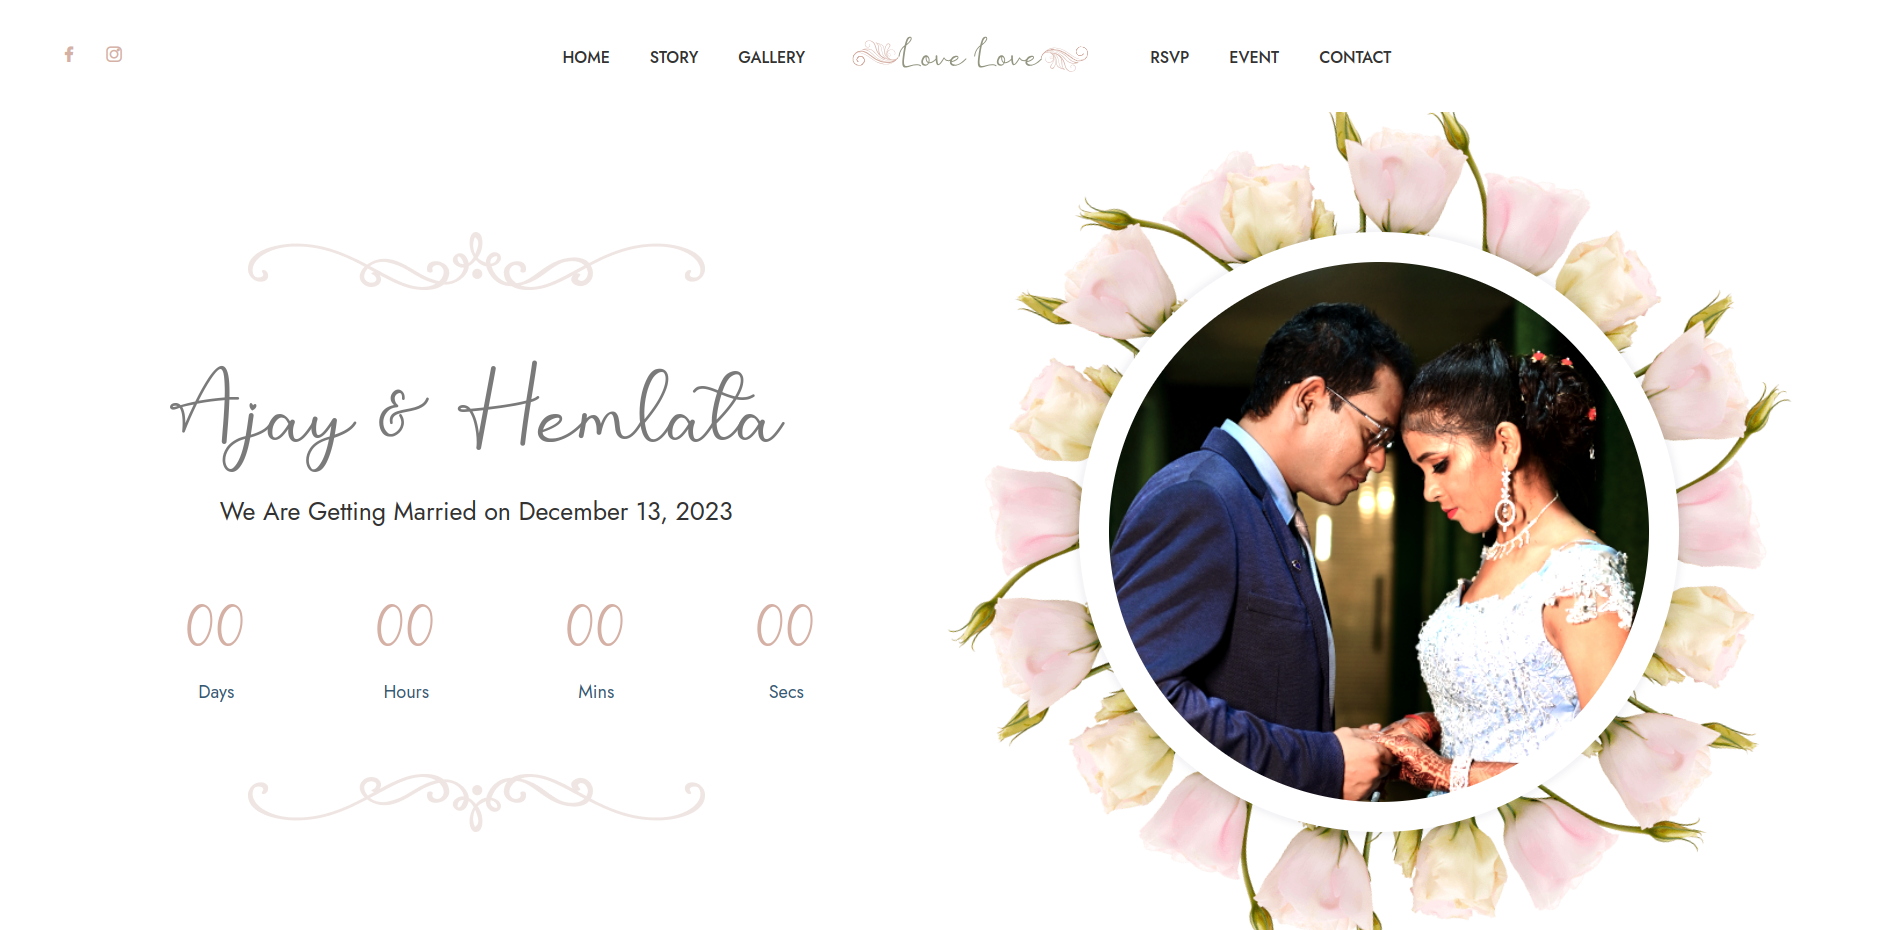 HOME STORY GALLERY Love Love RSVP EVENT CONTACT
Ajay & Hemlata
We Are Getting Married on December 13, 2023
00 00 00 00
Days Hours Mins Secs